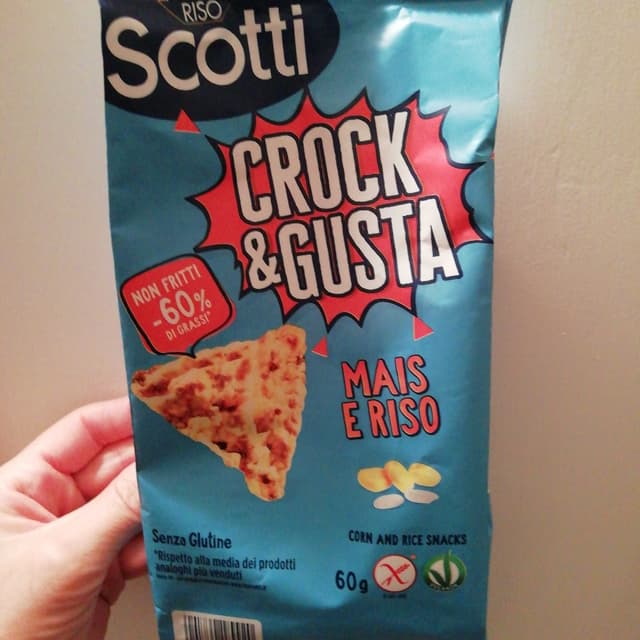 RISO
Scotti
CROCK
&GUSTA
NON FRITTI
-60%
DI GRASSI*
MAIS
E RISO
Senza Glutine
*Rispetto alla media dei prodotti
analoghi più venduti
CORN AND RICE SNACKS
60g